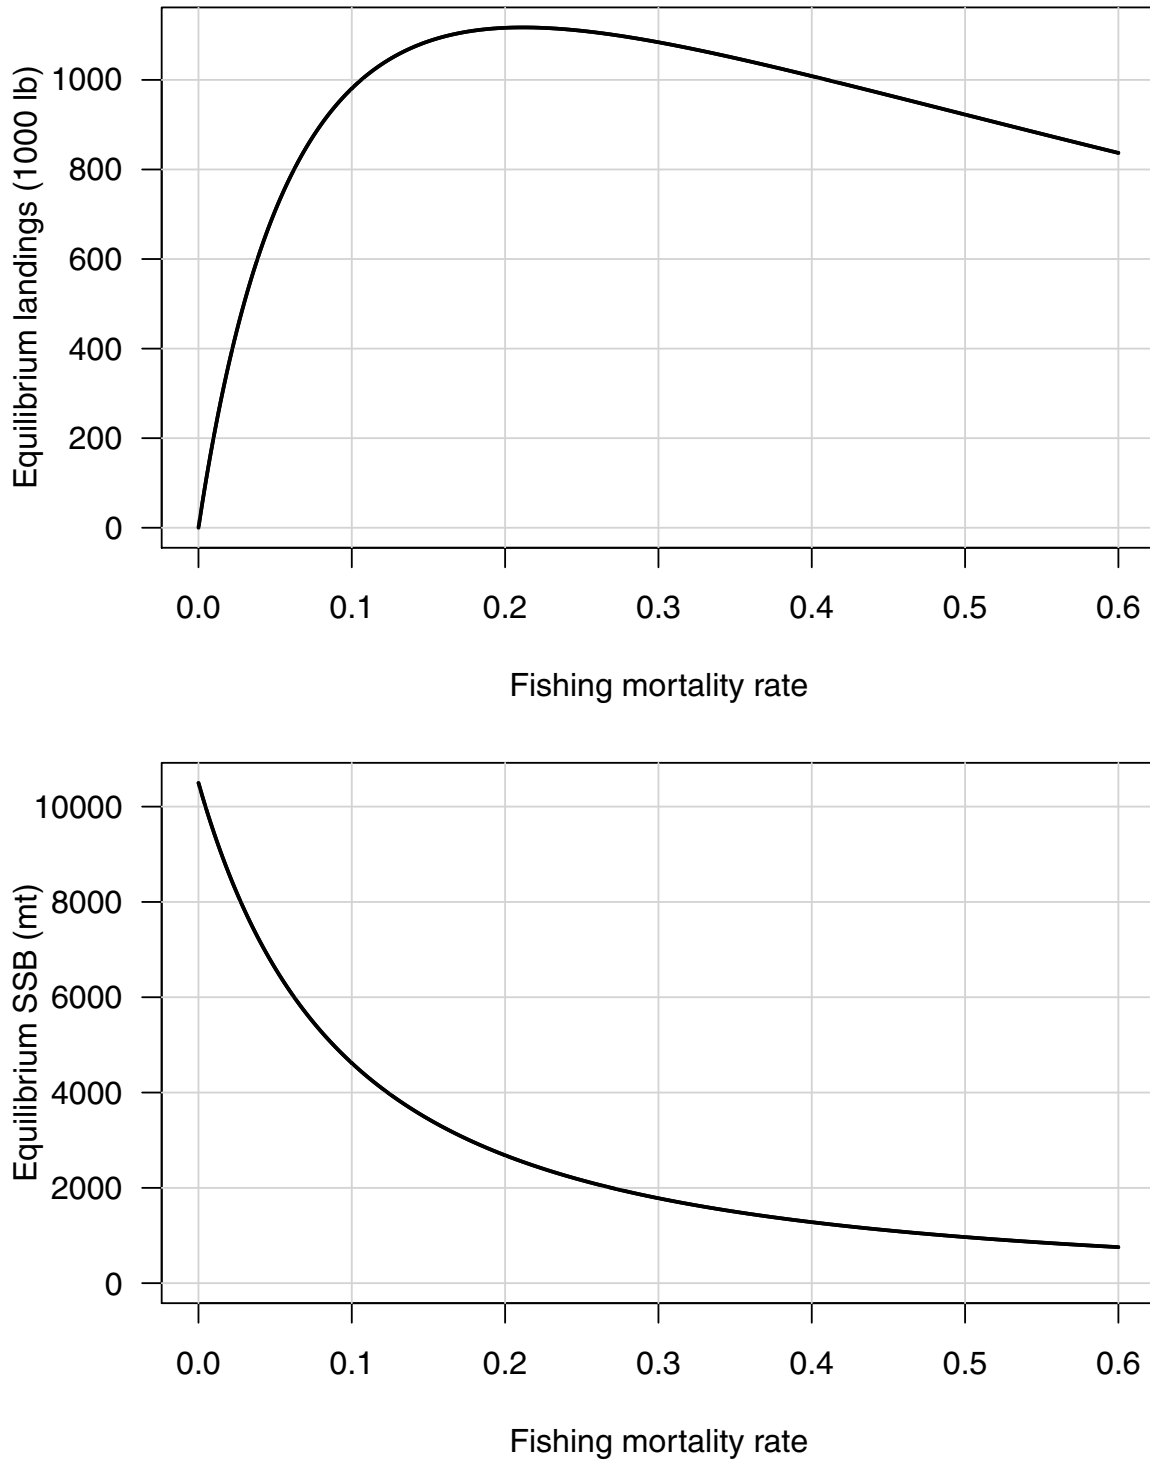 Equilibrium landings (1000 lb)
1000
800
600
400
200
0
0.0 0.1 0.2 0.3 0.4 0.5 0.6
Fishing mortality rate
Equilibrium SSB (mt)
10000
8000
6000
4000
2000
0
0.0 0.1 0.2 0.3 0.4 0.5 0.6
Fishing mortality rate